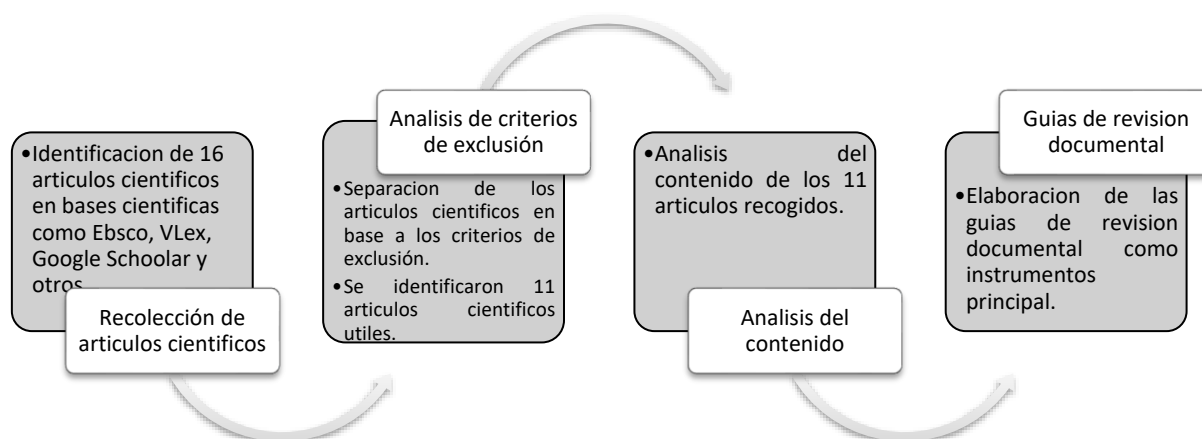 •Identificacion de 16
articulos cientificos
en bases cientificas
como Ebsco, VLex,
Google Schoolar y
otros
Recolección de
articulos cientificos
Analisis de criterios
de exclusión
•Separacion de los
articulos cientificos en
base a los criterios de
exclusión.
•Se identificaron 11
articulos cientificos
utiles.
•Analisis del
contenido de los 11
articulos recogidos.
Analisis del
contenido
Guias de revision
documental
•Elaboracion de las
guias de revision
documental como
instrumentos
principal.